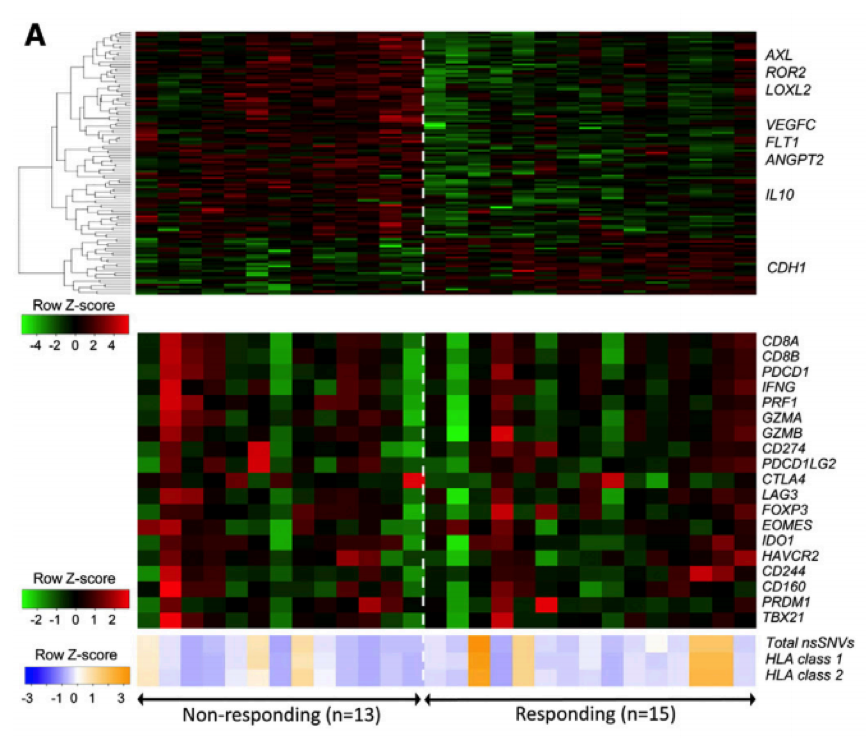 A
AXL
ROR2
LOXL2
VEGFC
FLT1
ANGPT2
IL10
CDH1
Row Z-score
-4 -2 0 2 4
CD8A
CD8B
PDCD1
IFNG
PRF1
GZMA
GZMB
CD274
PDCD1LG2
CTLA4
LAG3
FOXP3
EOMES
IDO1
HAVCR2
CD244
CD160
PRDM1
TBX21
Row Z-score
-2 -1 0 1 2
Total nsSNVs
HLA class 1
HLA class 2
Row Z-score
-3 -1 0 1 3
Non-responding (n=13)
Responding (n=15)